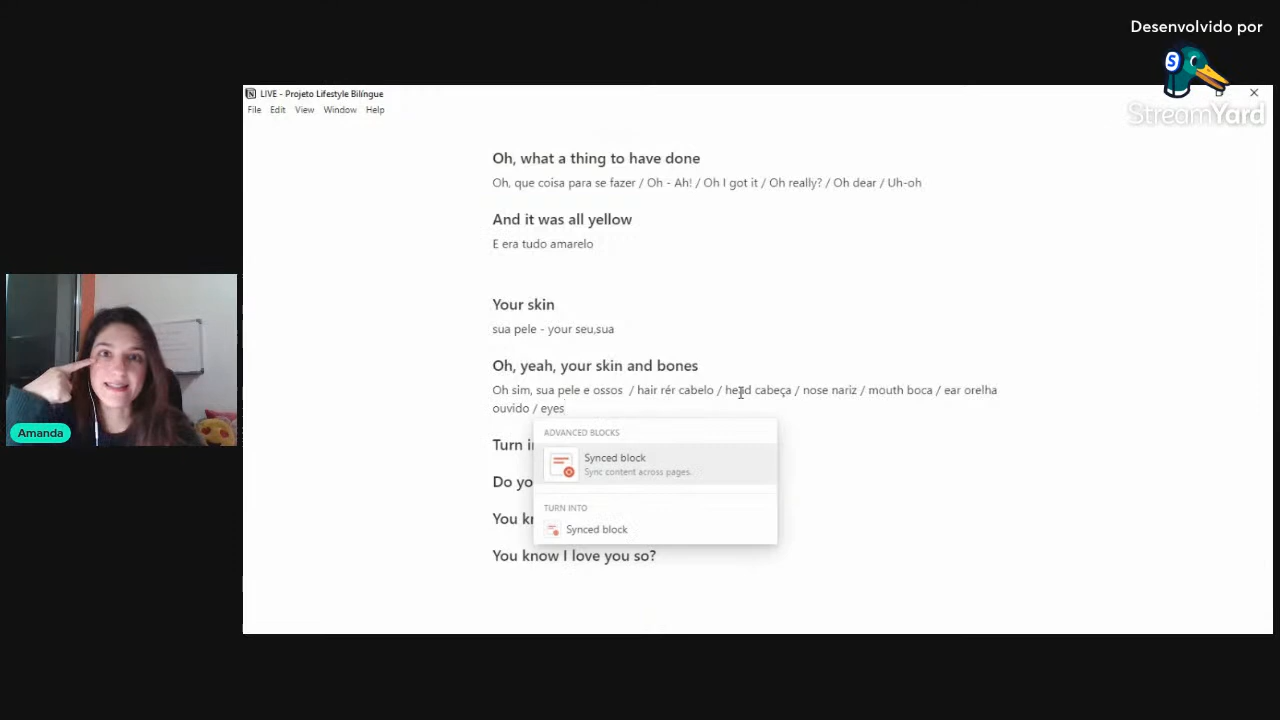 Desenvolvido por
StreamYard
LIVE - Projeto Lifestyle Bilíngue
File Edit View Window Help
Oh, what a thing to have done
Oh, que coisa para se fazer / Oh - Ah! / Oh I got it / Oh really? / Oh dear / Uh-oh
And it was all yellow
E era tudo amarelo
Your skin
sua pele - your seu,sua
Oh, yeah, your skin and bones
Oh sim, sua pele e ossos / hair rér cabelo / head cabeça / nose nariz / mouth boca / ear orelha
ouvido / eyes
ADVANCED BLOCKS
Turn i
Synced block
Sync content across pages.
Do yo
TURN INTO
You k
Synced block
You know I love you so?
Amanda